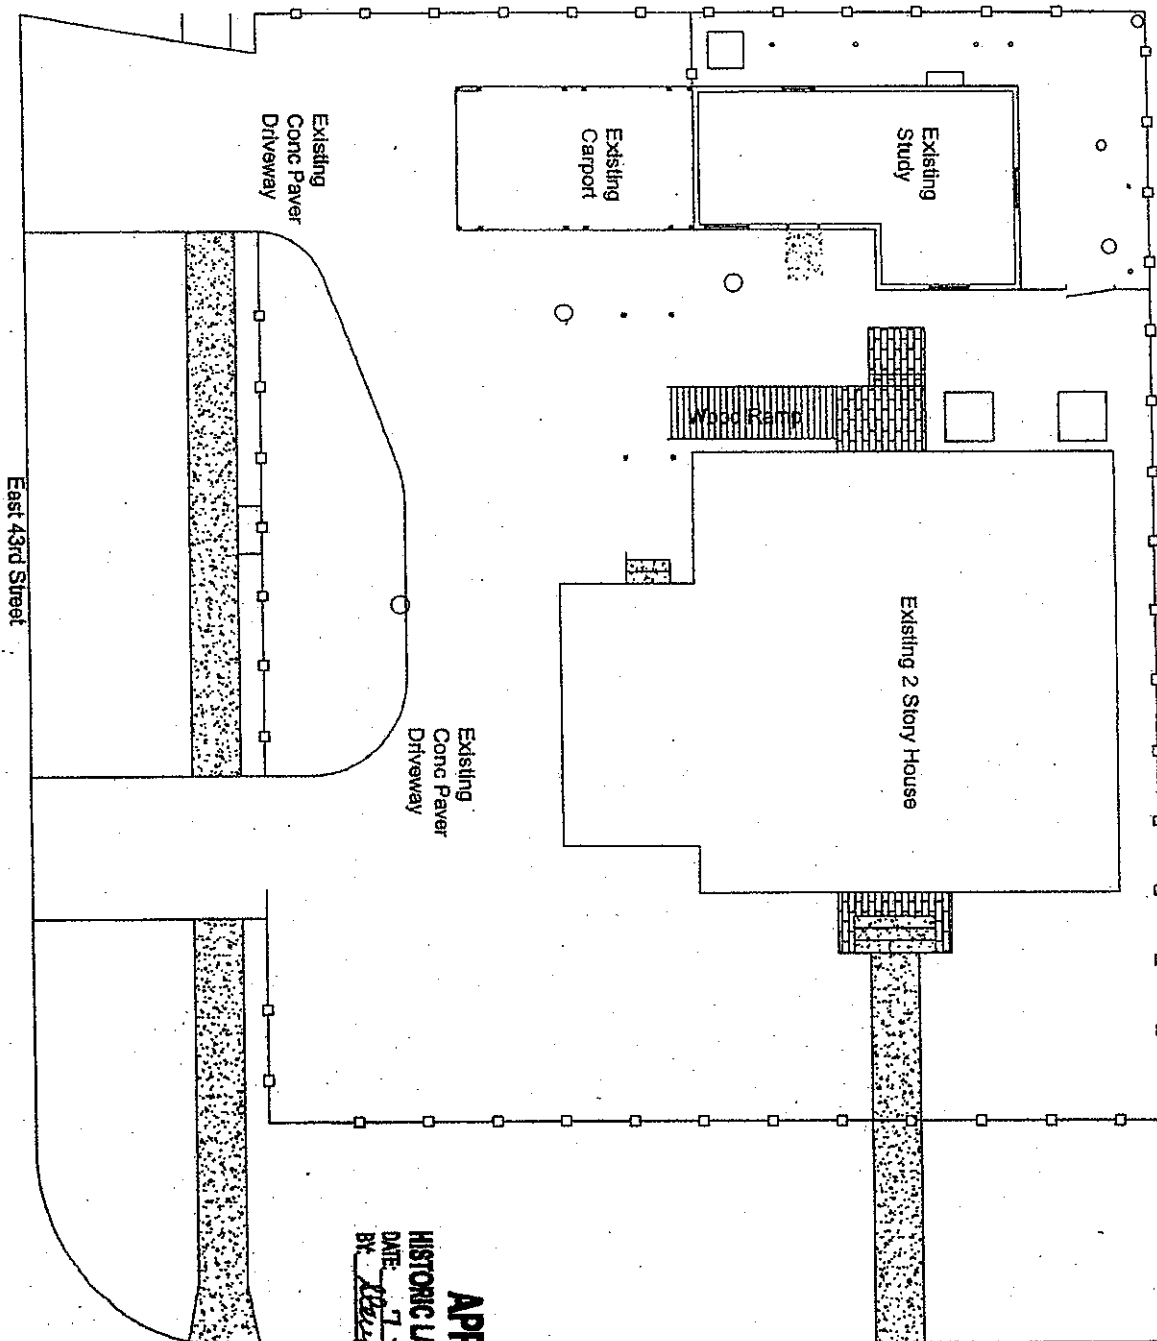 Existing
Conc Paver
Driveway
Existing
Carport
Existing
Study
Wood Ramp
Existing 2 Story House
Existing
Conc Paver
Driveway
East 43rd Street
HISTORIC
DATE:
BY: